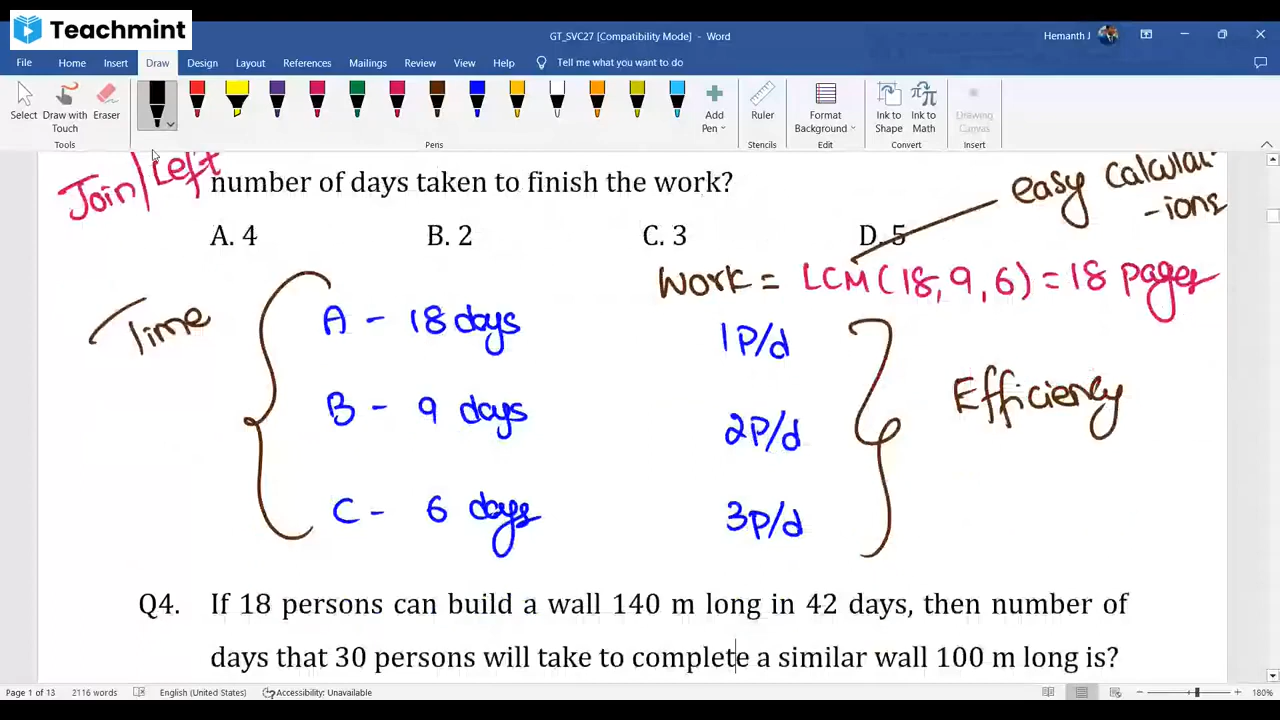 Teachmint
GT_SVC27 [Compatibility Mode] - Word
Hemanth J
File Home Insert Draw Design Layout References Mailings Review View Help Tell me what you want to do
Select Draw with Touch Eraser Add Pen Ruler Format Background Ink to Shape Ink to Math Drawing Canvas
Tools Pens Stencils Edit Convert Insert
Join/Left
number of days taken to finish the work?
easy calculat-
-ions
A. 4 B. 2 C. 3 D. 5
Work = LCM(18, 9, 6) = 18 pages
Time
A - 18 days 1P/d
Efficiency
B - 9 days 2P/d
C - 6 days 3P/d
Q4. If 18 persons can build a wall 140 m long in 42 days, then number of
days that 30 persons will take to complete a similar wall 100 m long is?
Page 1 of 13 2116 words English (United States) Accessibility: Unavailable 180%